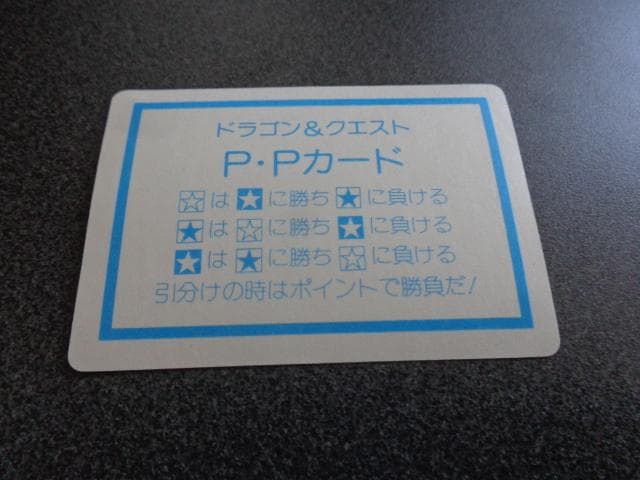 ドラゴン&クエスト
P・Pカード
☆は★に勝ち★に負ける
★は☆に勝ち★に負ける
★は★に勝ち☆に負ける
引分けの時はポイントで勝負だ!